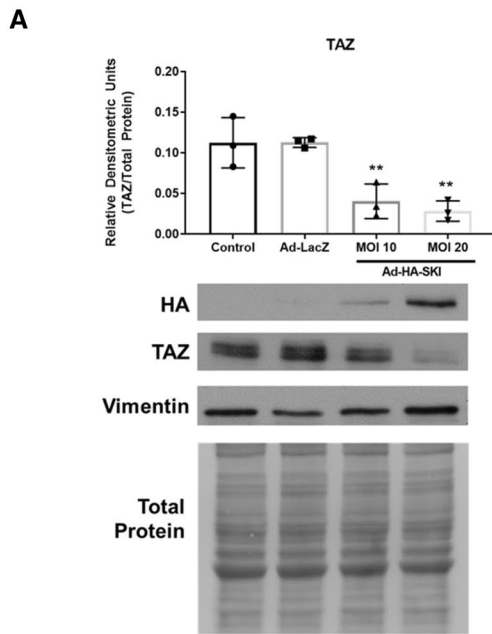 A
TAZ
Relative Densitometric Units
(TAZ/Total Protein)
0.20
0.15
0.10
0.05
0.00
**
**
Control Ad-LacZ MOI 10 MOI 20
Ad-HA-SKI
HA
TAZ
Vimentin
Total
Protein